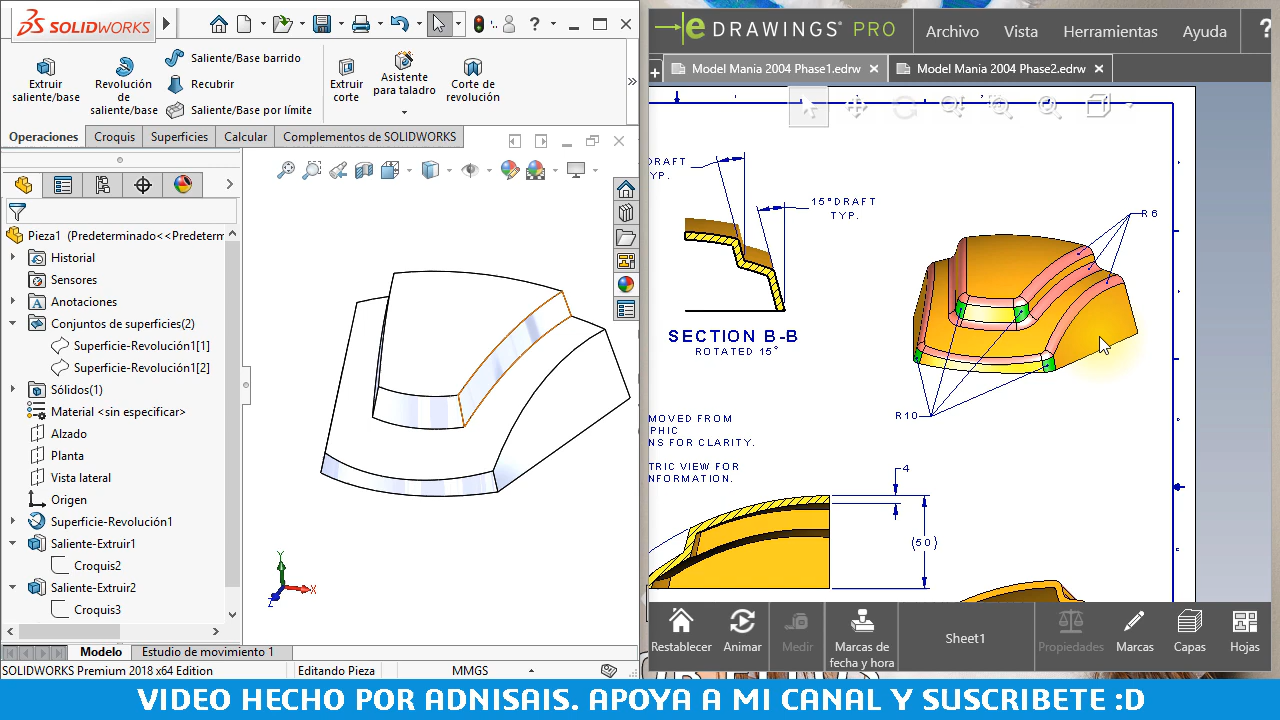 SOLIDWORKS
Extruir
saliente/base
Revolución
de
saliente/base
Saliente/Base barrido
Recubrir
Saliente/Base por límite
Extruir
corte
Asistente
para taladro
Corte de
revolución
Operaciones
Croquis
Superficies
Calcular
Complementos de SOLIDWORKS
Pieza1 (Predeterminado<<Predeterm
Historial
Sensores
Anotaciones
Conjuntos de superficies(2)
Superficie-Revolución1[1]
Superficie-Revolución1[2]
Sólidos(1)
Material <sin especificar>
Alzado
Planta
Vista lateral
Origen
Superficie-Revolución1
Saliente-Extruir1
Croquis2
Saliente-Extruir2
Croquis3
Y
X
Z
Modelo
Estudio de movimiento 1
SOLIDWORKS Premium 2018 x64 Edition
Editando Pieza
MMGS
eDRAWINGS® PRO
Archivo
Vista
Herramientas
Ayuda
?
Model Mania 2004 Phase1.edrw
Model Mania 2004 Phase2.edrw
DRAFT
YP.
15° DRAFT
TYP.
SECTION B-B
ROTATED 15°
R6
R10
MOVED FROM
PHIC
NS FOR CLARITY.
TRIC VIEW FOR
NFORMATION.
4
(50)
Restablecer
Animar
Medir
Marcas de
fecha y hora
Sheet1
Propiedades
Marcas
Capas
Hojas
VIDEO HECHO POR ADNISAIS. APOYA A MI CANAL Y SUSCRIBETE :D